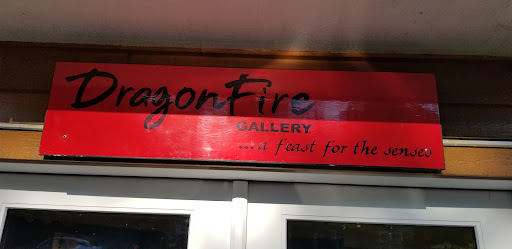 DragonFire
GALLERY
...a feast for the senses